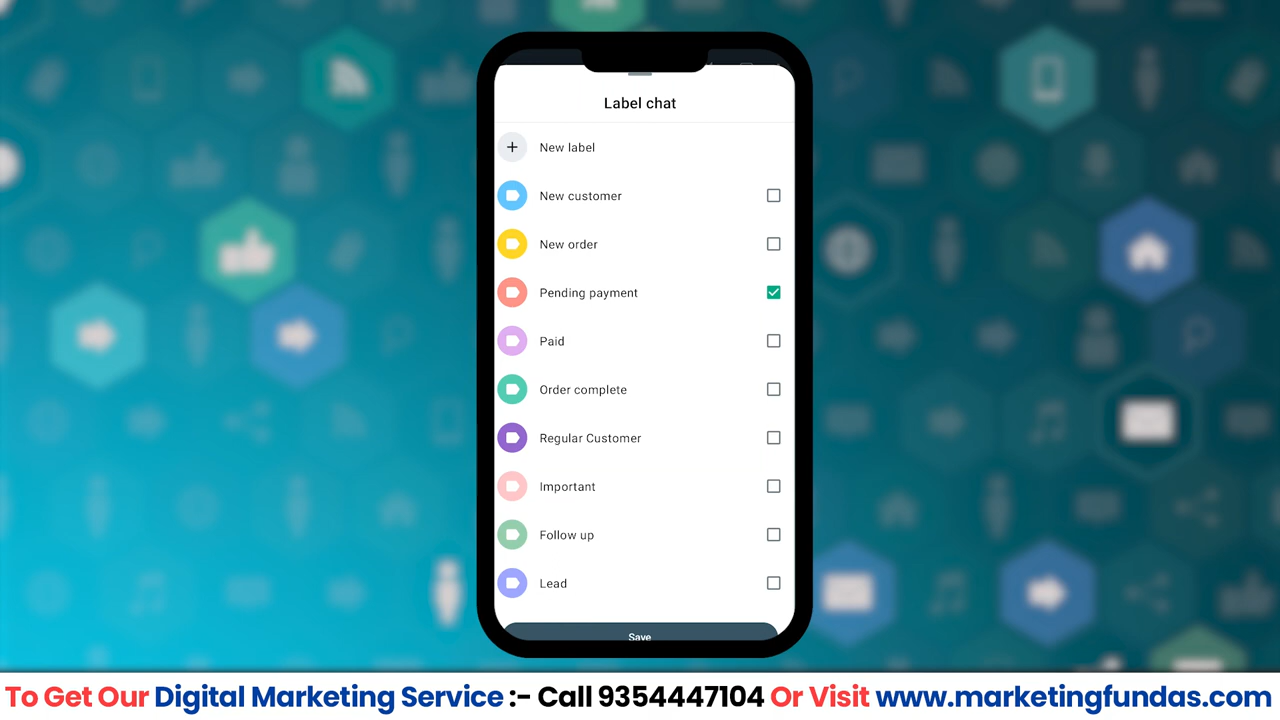 Label chat
New label
New customer
New order
Pending payment
Paid
Order complete
Regular Customer
Important
Follow up
Lead
Save
To Get Our Digital Marketing Service :- Call 9354447104 Or Visit www.marketingfundas.com